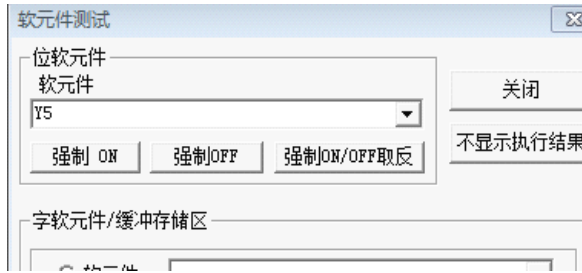 软元件测试
位软元件
软元件
Y5
关闭
强制 ON 强制OFF 强制ON/OFF取反
不显示执行结果
字软元件/缓冲存储区
软元件